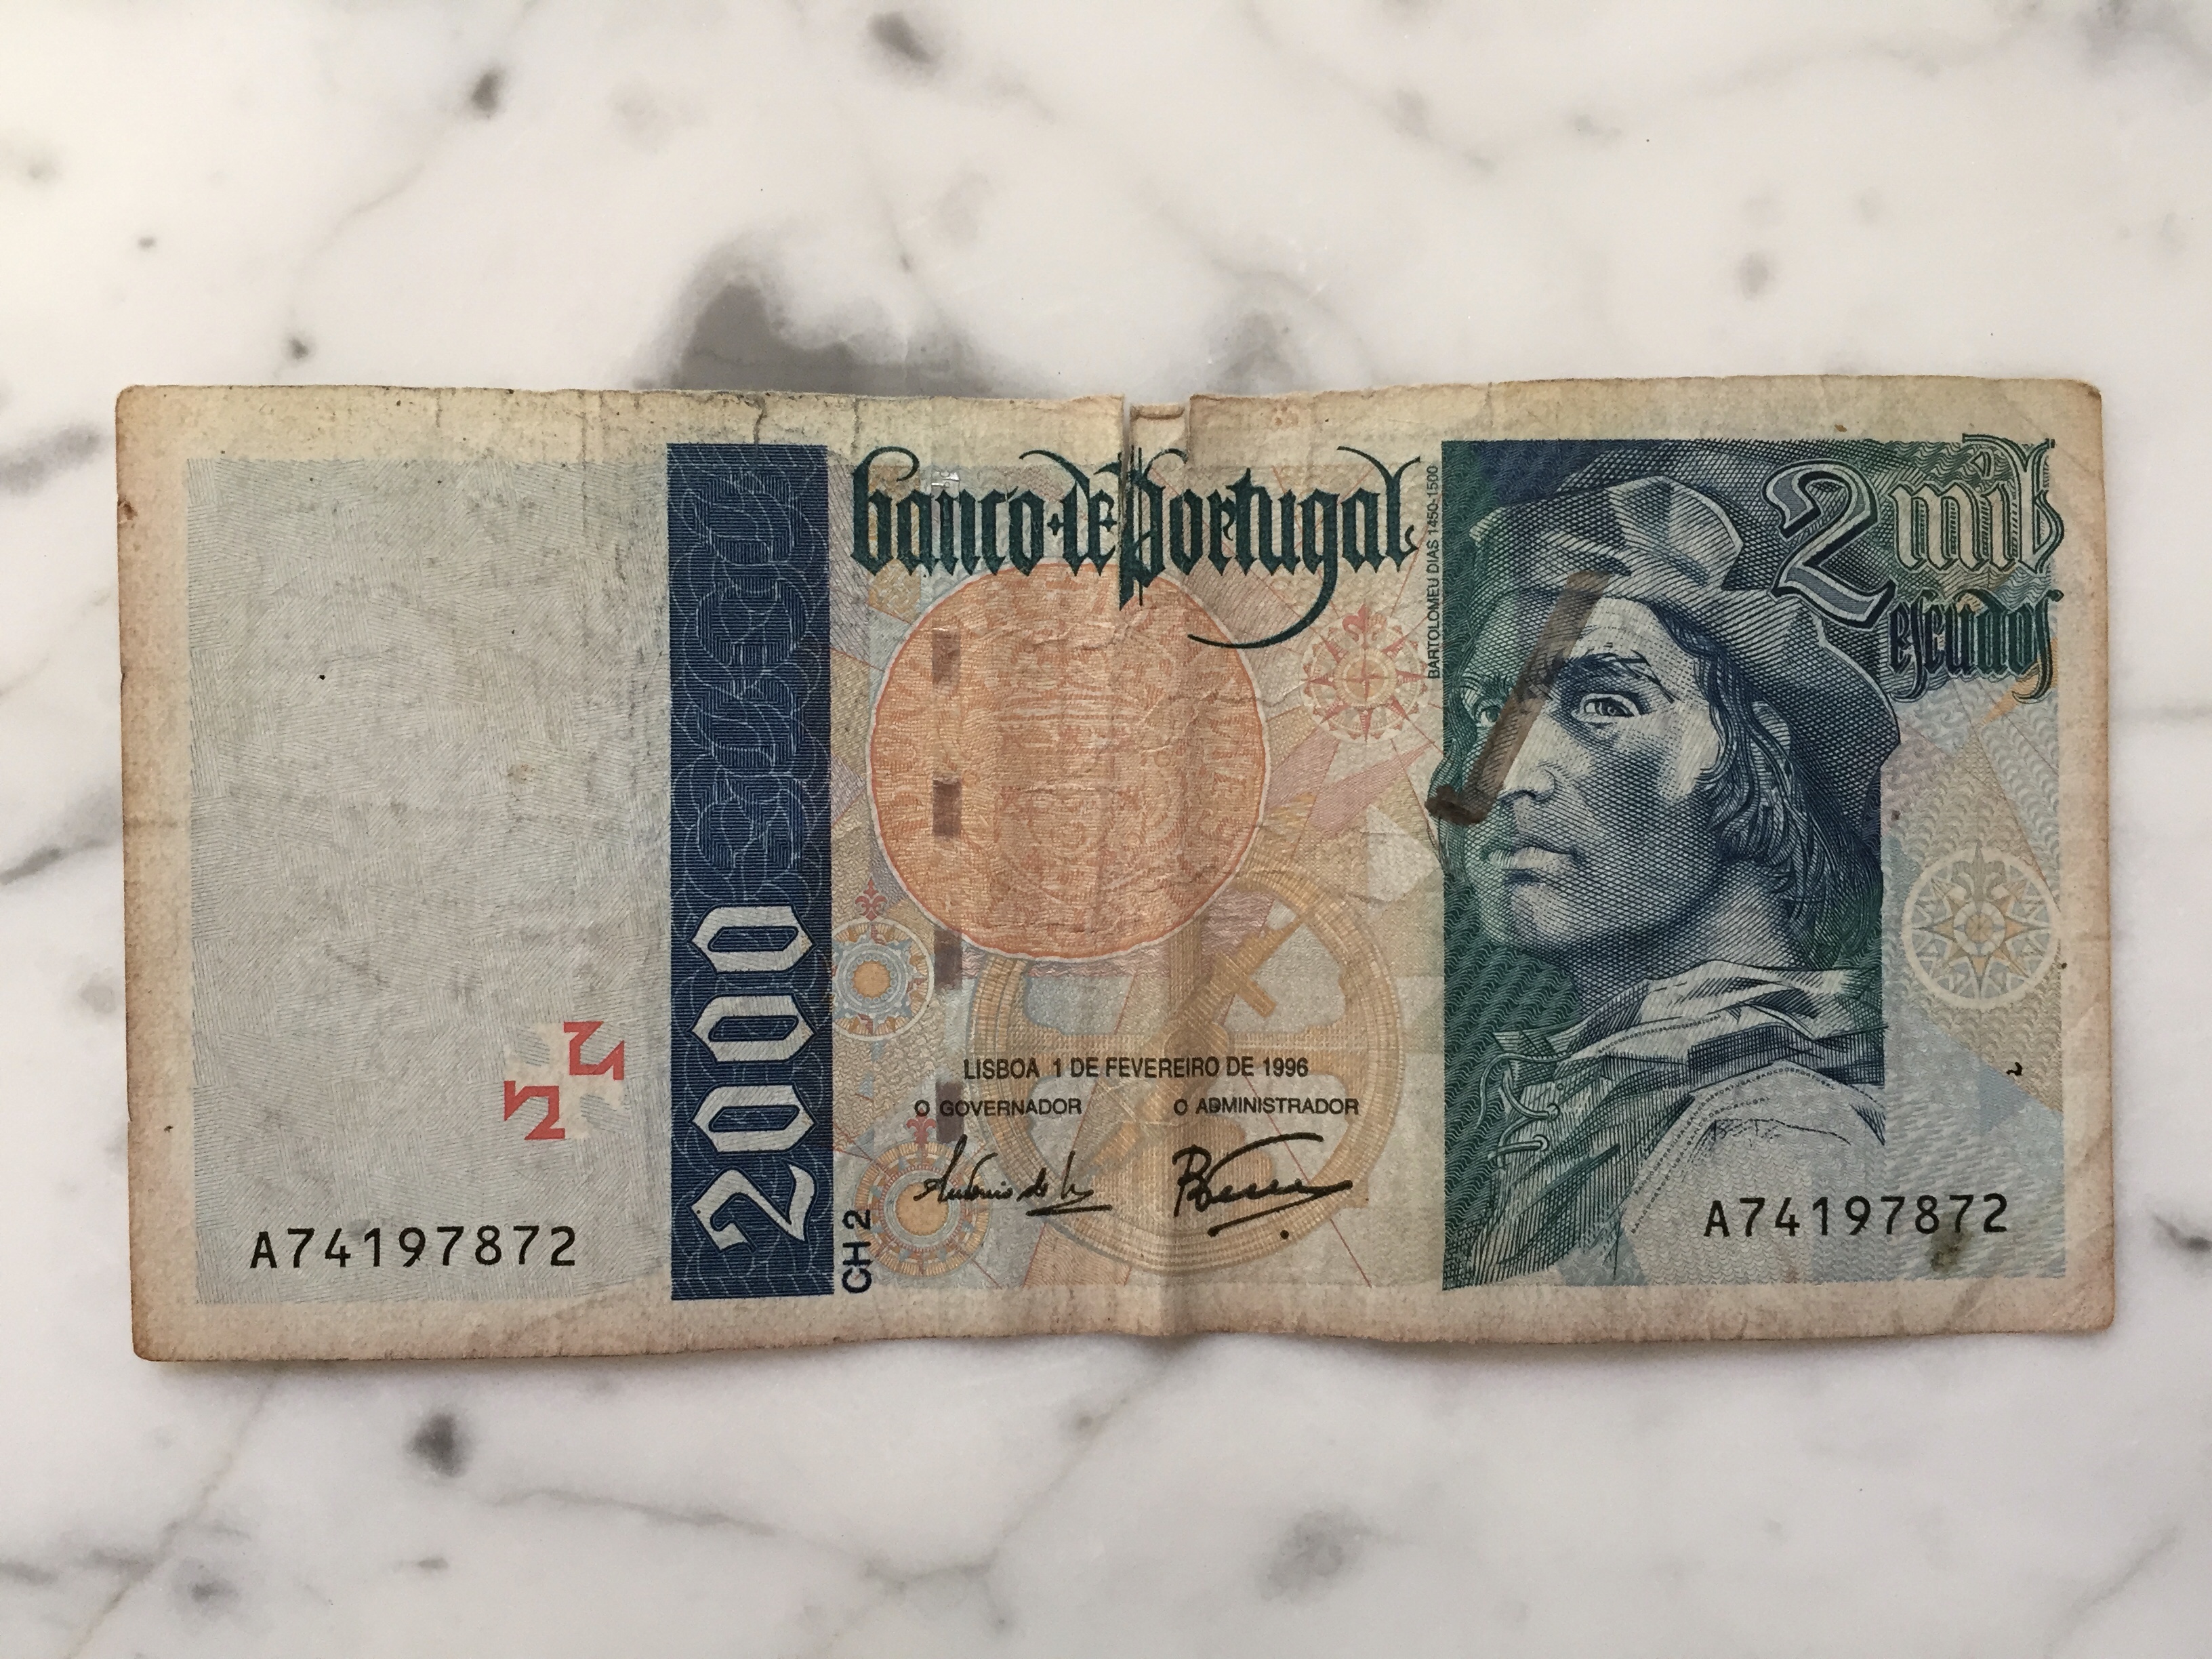 banco de Portugal
BARTOLOMEU DIAS 1450-1500
2 mil
escudos
2000
LISBOA 1 DE FEVEREIRO DE 1996
O GOVERNADOR O ADMINISTRADOR
CH 2
A74197872
A74197872